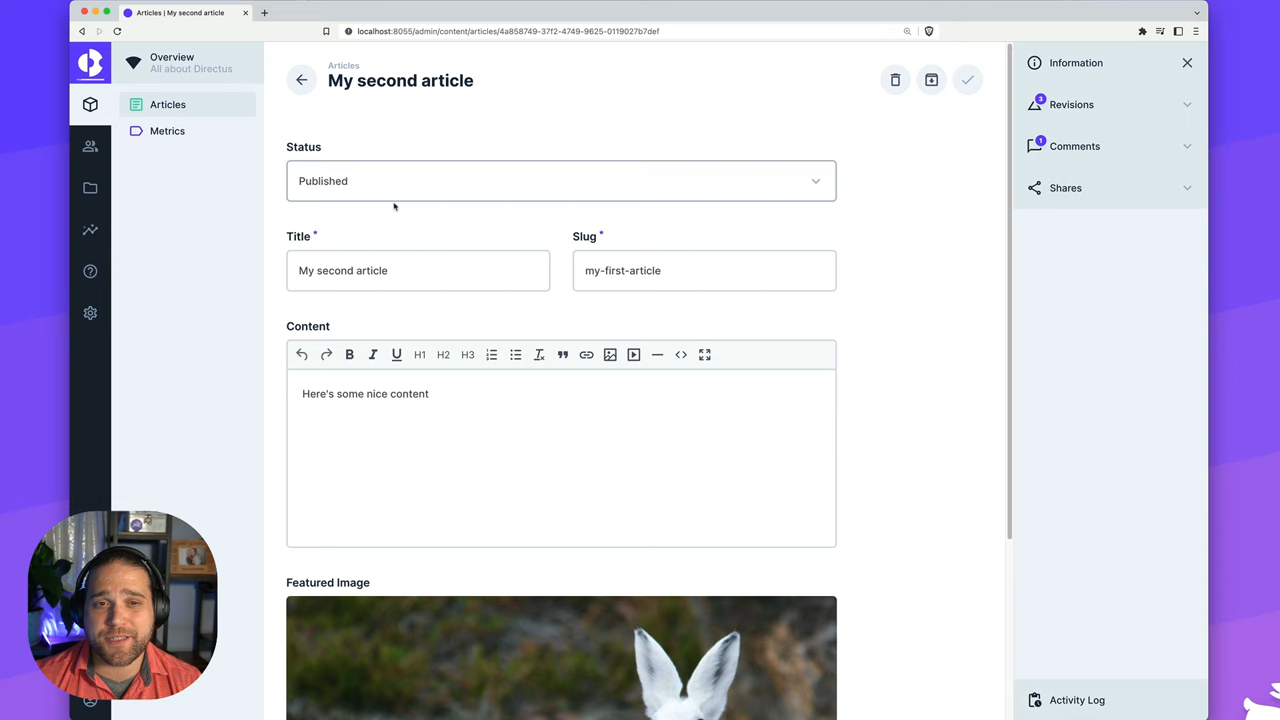 Articles | My second article
localhost:8055/admin/content/articles/4a858749-37f2-4749-9625-0119027b7def
Overview
All about Directus
Articles
Metrics
Articles
My second article
Status
Published
Title *
Slug *
My second article
my-first-article
Content
B I U H1 H2 H3
Here's some nice content
Featured Image
Information
3
Revisions
1
Comments
Shares
Activity Log